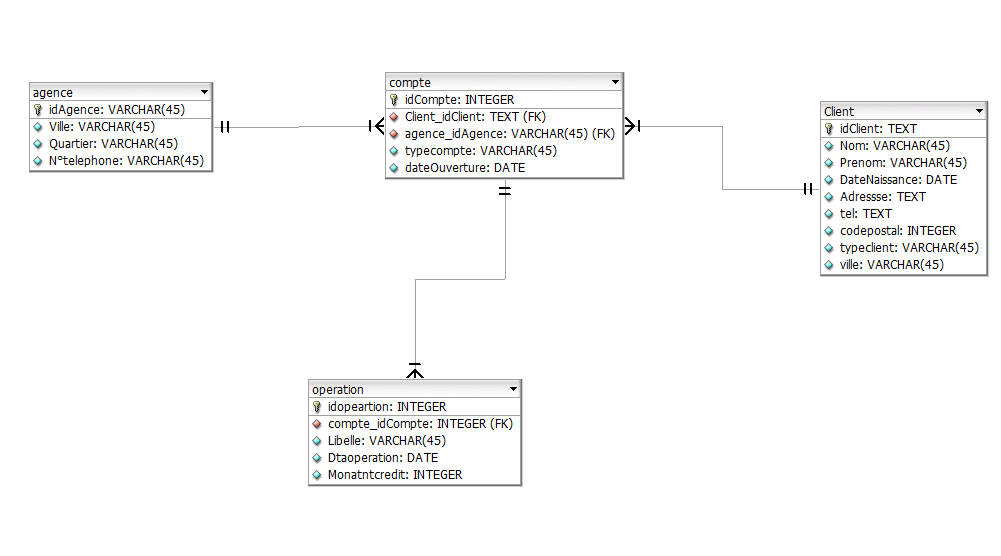 agence
idAgence: VARCHAR(45)
Ville: VARCHAR(45)
Quartier: VARCHAR(45)
N°telephone: VARCHAR(45)
compte
idCompte: INTEGER
Client_idClient: TEXT (FK)
agence_idAgence: VARCHAR(45) (FK)
typecompte: VARCHAR(45)
dateOuverture: DATE
Client
idClient: TEXT
Nom: VARCHAR(45)
Prenom: VARCHAR(45)
DateNaissance: DATE
Adressse: TEXT
tel: TEXT
codepostal: INTEGER
typeclient: VARCHAR(45)
ville: VARCHAR(45)
operation
idopeartion: INTEGER
compte_idCompte: INTEGER (FK)
Libelle: VARCHAR(45)
Dtaoperation: DATE
Monatntcredit: INTEGER